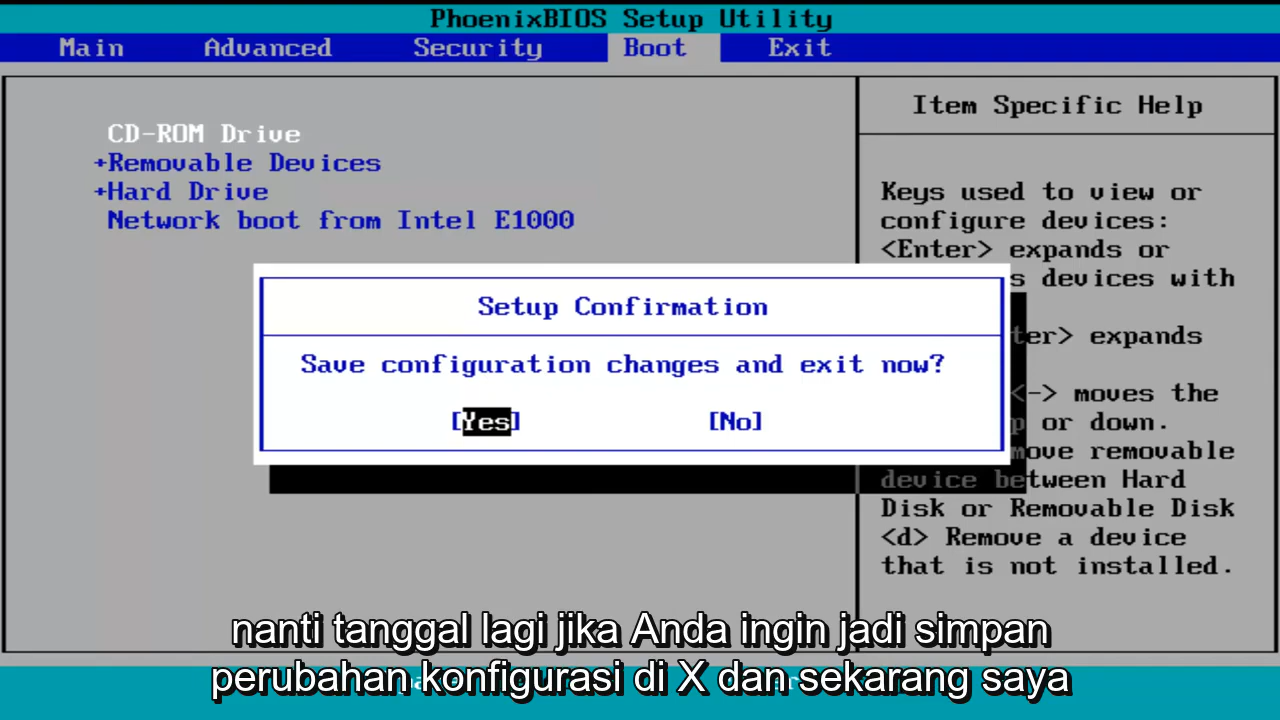 PhoenixBIOS Setup Utility
Main Advanced Security Boot Exit
CD-ROM Drive
+Removable Devices
+Hard Drive
Network boot from Intel E1000
Setup Confirmation
Save configuration changes and exit now?
[Yes] [No]
Item Specific Help
Keys used to view or
configure devices:
<Enter> expands or
devices with
expands
<-> moves the
or down.
move removable
device between Hard
Disk or Removable Disk
<d> Remove a device
that is not installed.
nanti tanggal lagi jika Anda ingin jadi simpan
perubahan konfigurasi di X dan sekarang saya